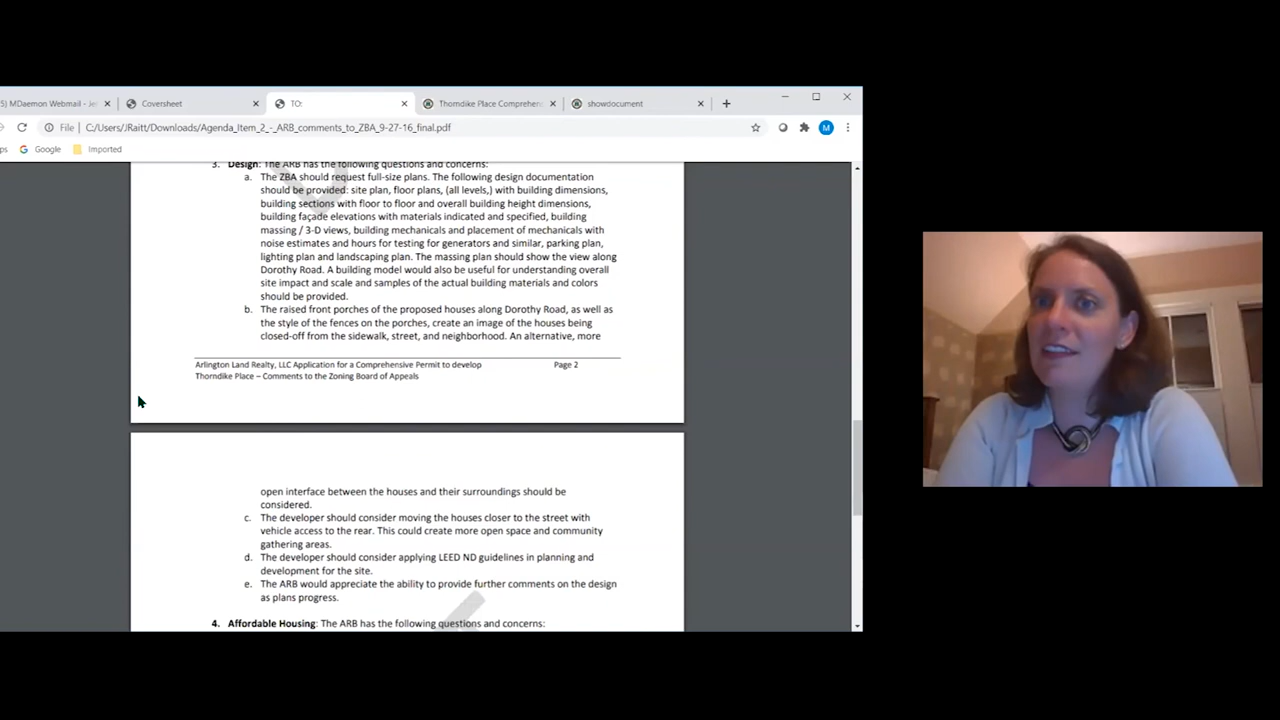 5) MDaemon Webmail - Je
Coversheet
TO:
Thorndike Place Comprehen
showdocument
File
C:/Users/JRaitt/Downloads/Agenda_Item_2_-_ARB_comments_to_ZBA_9-27-16_final.pdf
M
ps
Google
Imported
3. Design: The ARB has the following questions and concerns:
a. The ZBA should request full-size plans. The following design documentation
should be provided: site plan, floor plans, (all levels,) with building dimensions,
building sections with floor to floor and overall building height dimensions,
building façade elevations with materials indicated and specified, building
massing / 3-D views, building mechanicals and placement of mechanicals with
noise estimates and hours for testing for generators and similar, parking plan,
lighting plan and landscaping plan. The massing plan should show the view along
Dorothy Road. A building model would also be useful for understanding overall
site impact and scale and samples of the actual building materials and colors
should be provided.
b. The raised front porches of the proposed houses along Dorothy Road, as well as
the style of the fences on the porches, create an image of the houses being
closed-off from the sidewalk, street, and neighborhood. An alternative, more
Arlington Land Realty, LLC Application for a Comprehensive Permit to develop
Page 2
Thorndike Place – Comments to the Zoning Board of Appeals
open interface between the houses and their surroundings should be
considered.
c. The developer should consider moving the houses closer to the street with
vehicle access to the rear. This could create more open space and community
gathering areas.
d. The developer should consider applying LEED ND guidelines in planning and
development for the site.
e. The ARB would appreciate the ability to provide further comments on the design
as plans progress.
4. Affordable Housing: The ARB has the following questions and concerns: